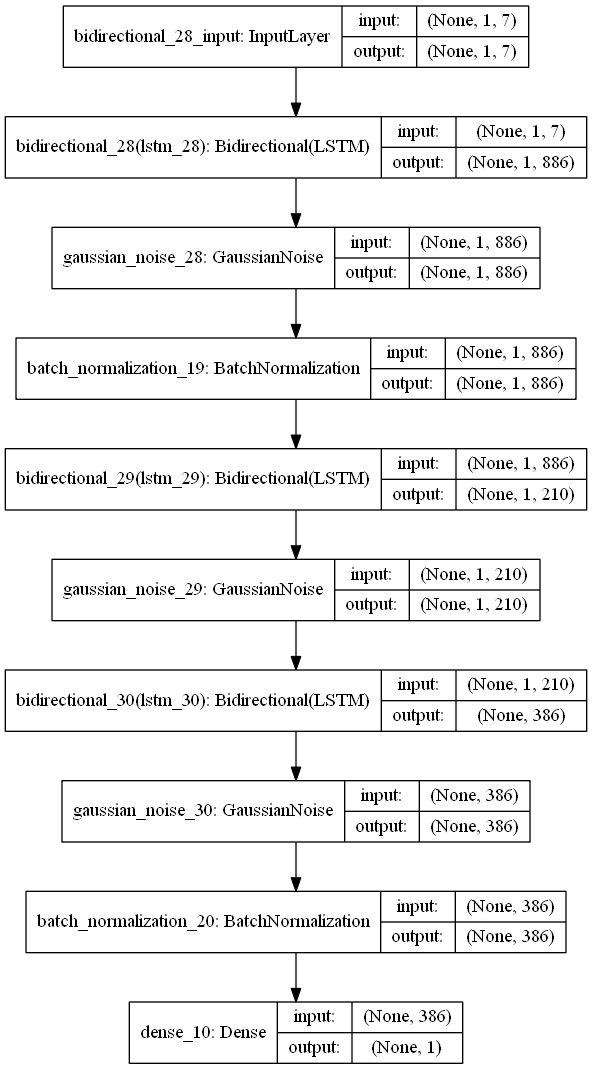 bidirectional_28_input: InputLayer
input: (None, 1, 7)
output: (None, 1, 7)
bidirectional_28(lstm_28): Bidirectional(LSTM)
input: (None, 1, 7)
output: (None, 1, 886)
gaussian_noise_28: GaussianNoise
input: (None, 1, 886)
output: (None, 1, 886)
batch_normalization_19: BatchNormalization
input: (None, 1, 886)
output: (None, 1, 886)
bidirectional_29(lstm_29): Bidirectional(LSTM)
input: (None, 1, 886)
output: (None, 1, 210)
gaussian_noise_29: GaussianNoise
input: (None, 1, 210)
output: (None, 1, 210)
bidirectional_30(lstm_30): Bidirectional(LSTM)
input: (None, 1, 210)
output: (None, 386)
gaussian_noise_30: GaussianNoise
input: (None, 386)
output: (None, 386)
batch_normalization_20: BatchNormalization
input: (None, 386)
output: (None, 386)
dense_10: Dense
input: (None, 386)
output: (None, 1)